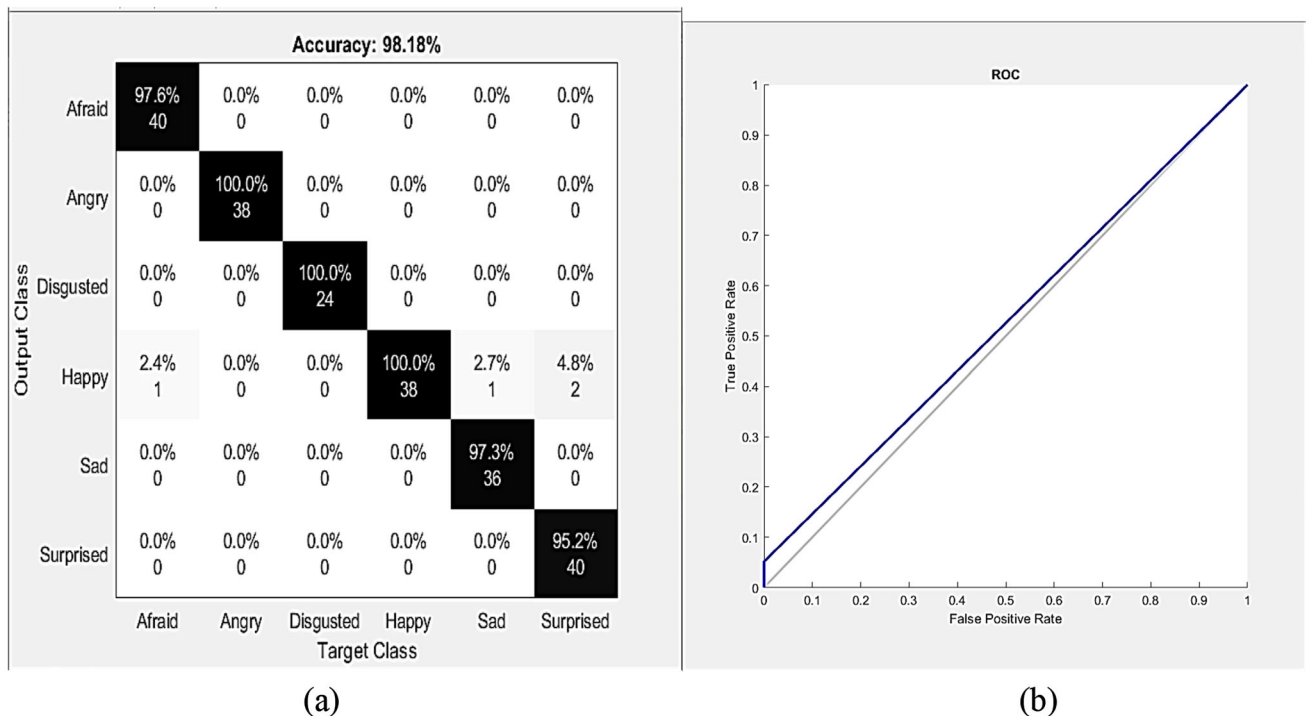 Accuracy: 98.18%
Output Class
Afraid 97.6% 0.0% 0.0% 0.0% 0.0% 0.0%
40 0 0 0 0 0
Angry 0.0% 100.0% 0.0% 0.0% 0.0% 0.0%
0 38 0 0 0 0
Disgusted 0.0% 0.0% 100.0% 0.0% 0.0% 0.0%
0 0 24 0 0 0
Happy 2.4% 0.0% 0.0% 100.0% 2.7% 4.8%
1 0 0 38 1 2
Sad 0.0% 0.0% 0.0% 0.0% 97.3% 0.0%
0 0 0 0 36 0
Surprised 0.0% 0.0% 0.0% 0.0% 0.0% 95.2%
0 0 0 0 0 40
Afraid Angry Disgusted Happy Sad Surprised
Target Class
(a)
ROC
True Positive Rate
1
0.9
0.8
0.7
0.6
0.5
0.4
0.3
0.2
0.1
0
0 0.1 0.2 0.3 0.4 0.5 0.6 0.7 0.8 0.9 1
False Positive Rate
(b)